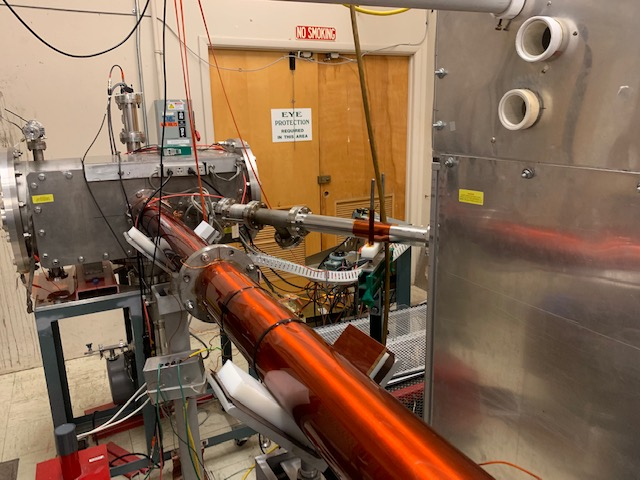 NO SMOKING
EYE
PROTECTION
REQUIRED
IN THIS AREA